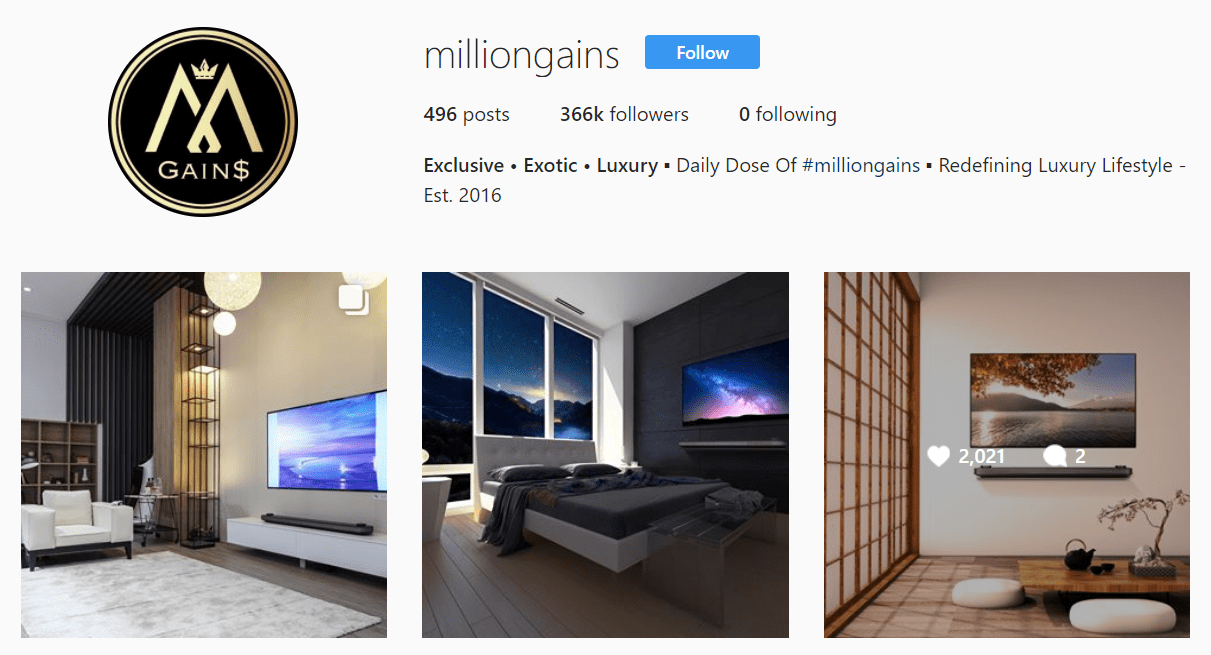 GAIN$
milliongains Follow
496 posts 366k followers 0 following
Exclusive • Exotic • Luxury ▪ Daily Dose Of #milliongains ▪ Redefining Luxury Lifestyle -
Est. 2016
2,021 2